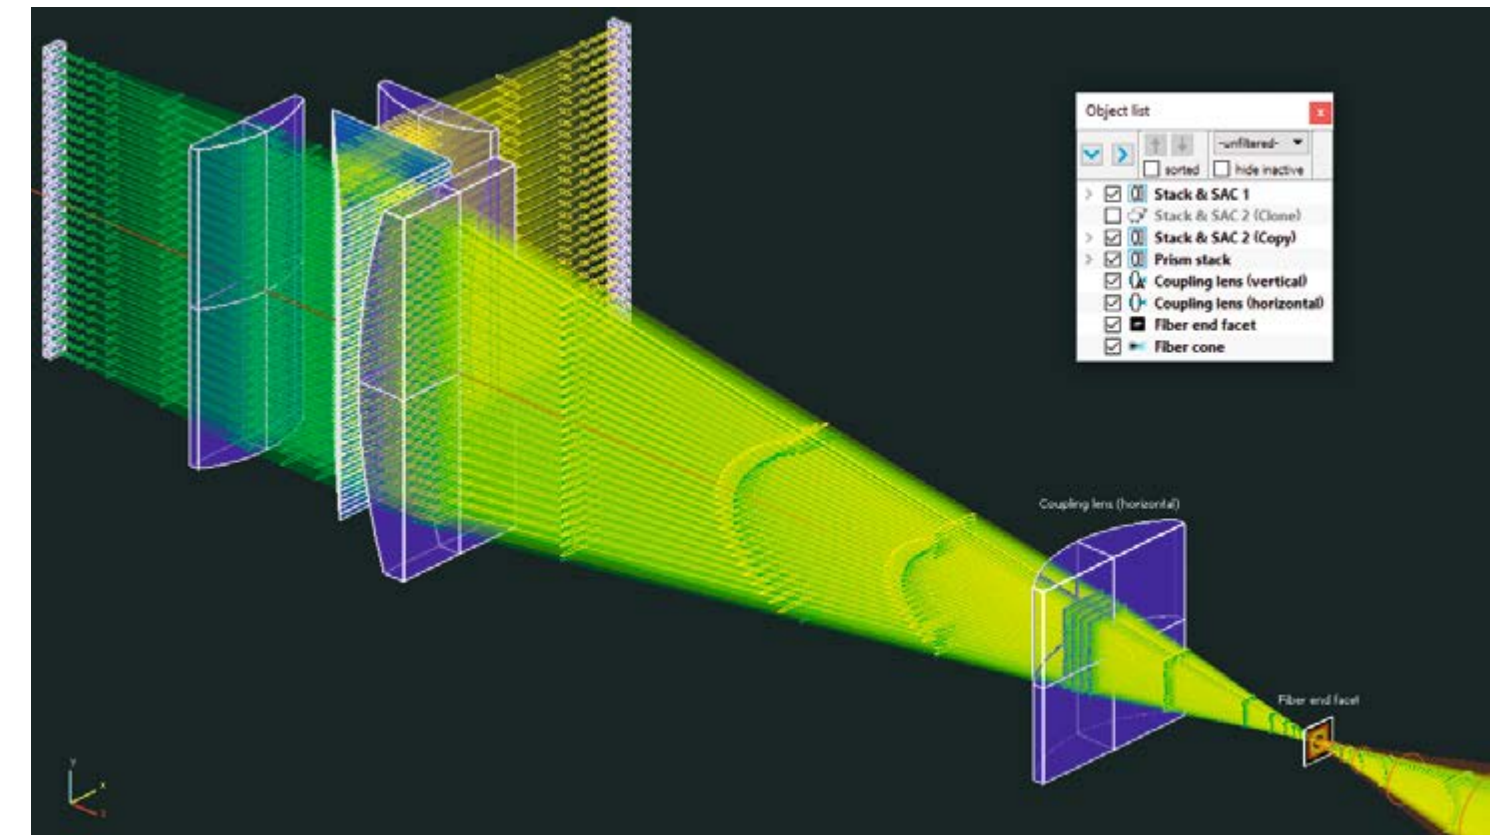 Object list
x
-unfiltered-
sorted
hide inactive
Stack & SAC 1
Stack & SAC 2 (Clone)
Stack & SAC 2 (Copy)
Prism stack
Coupling lens (vertical)
Coupling lens (horizontal)
Fiber end facet
Fiber cone
Coupling lens (horizontal)
Fiber end facet
y
x
z